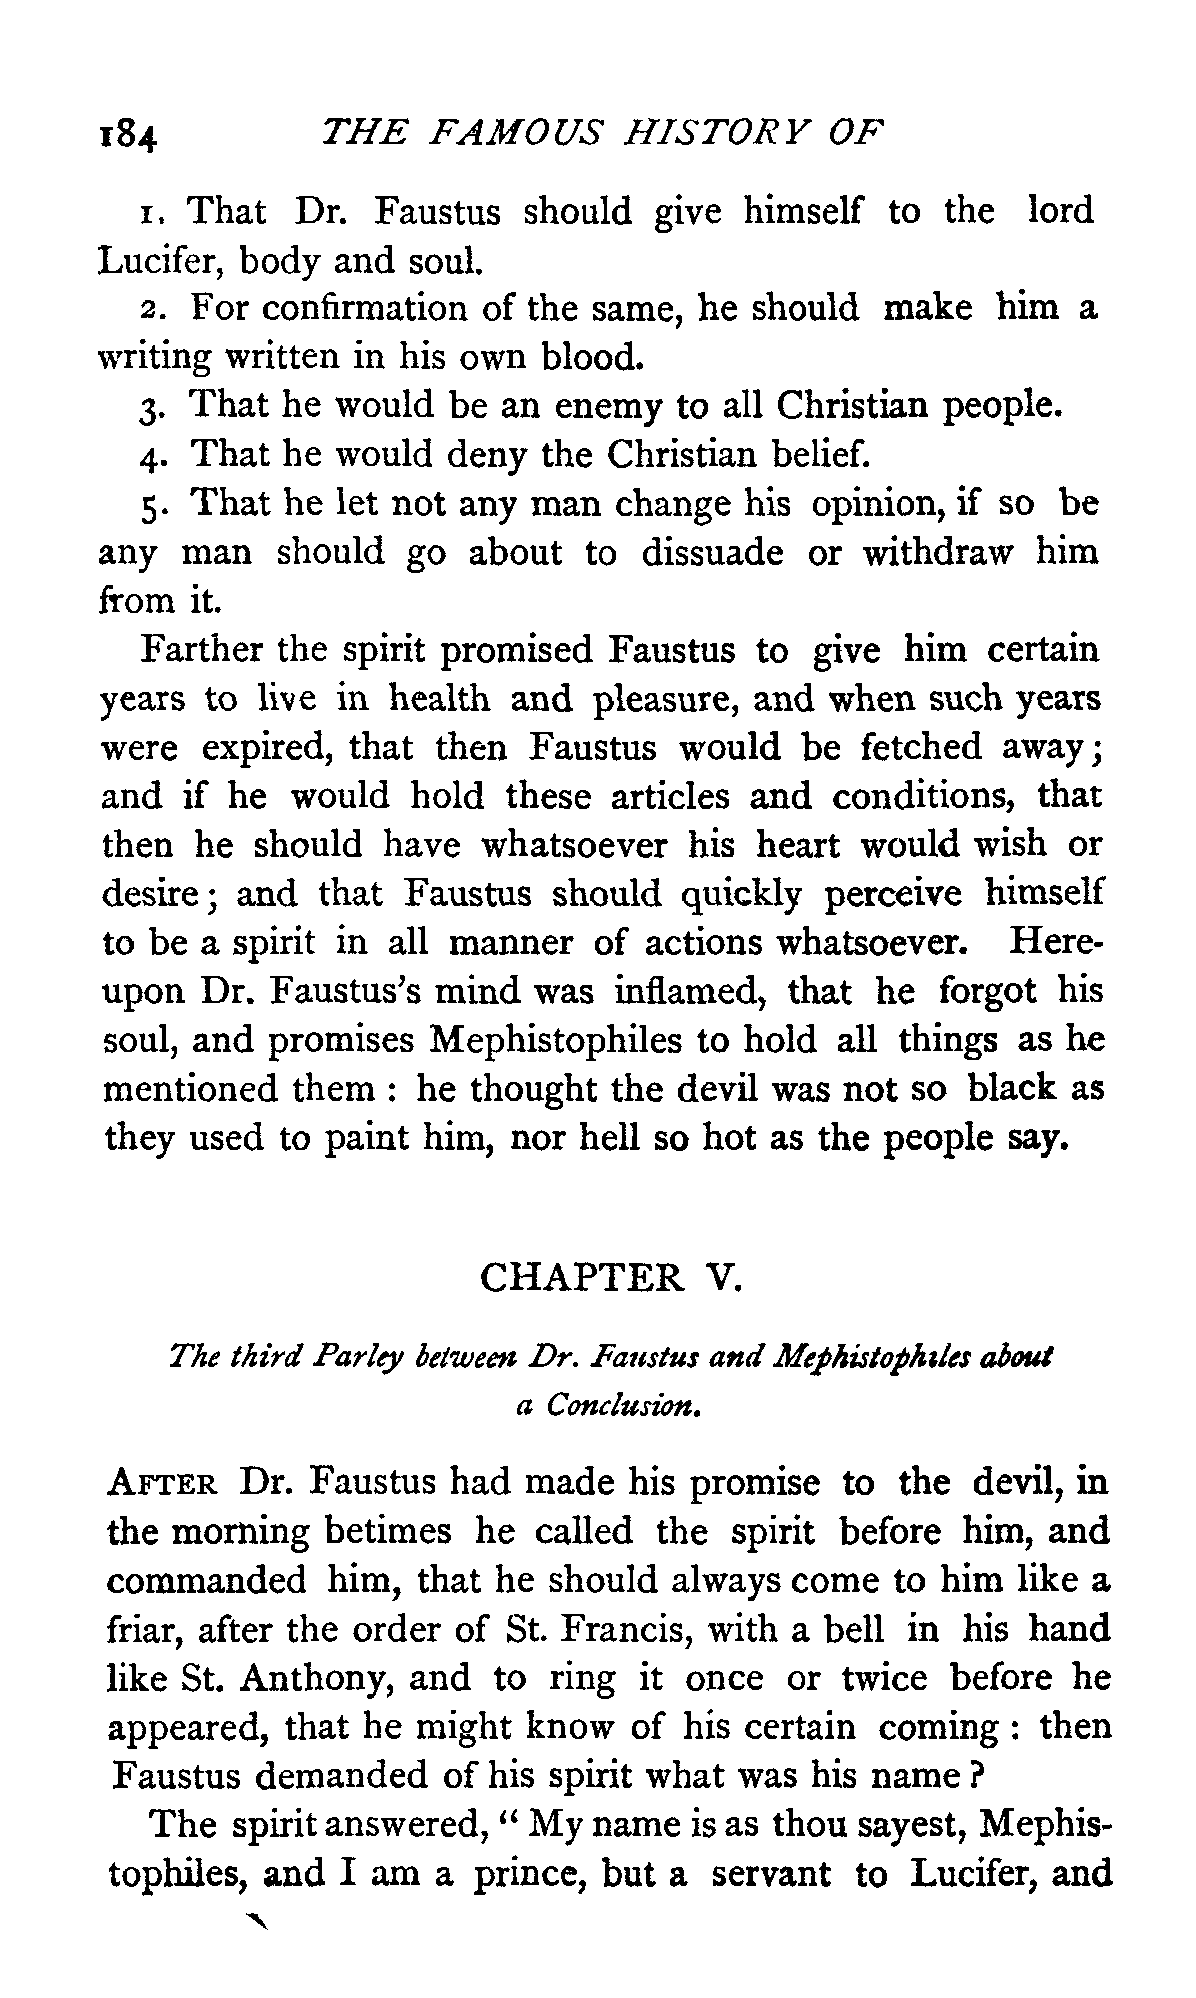 184 THE FAMOUS HISTORY OF
1. That Dr. Faustus should give himself to the lord
Lucifer, body and soul.
2. For confirmation of the same, he should make him a
writing written in his own blood.
3. That he would be an enemy to all Christian people.
4. That he would deny the Christian belief.
5. That he let not any man change his opinion, if so be
any man should go about to dissuade or withdraw him
from it.
Farther the spirit promised Faustus to give him certain
years to live in health and pleasure, and when such years
were expired, that then Faustus would be fetched away;
and if he would hold these articles and conditions, that
then he should have whatsoever his heart would wish or
desire; and that Faustus should quickly perceive himself
to be a spirit in all manner of actions whatsoever. Here-
upon Dr. Faustus's mind was inflamed, that he forgot his
soul, and promises Mephistophiles to hold all things as he
mentioned them : he thought the devil was not so black as
they used to paint him, nor hell so hot as the people say.
CHAPTER V.
The third Parley between Dr. Faustus and Mephistophiles about
a Conclusion.
AFTER Dr. Faustus had made his promise to the devil, in
the morning betimes he called the spirit before him, and
commanded him, that he should always come to him like a
friar, after the order of St. Francis, with a bell in his hand
like St. Anthony, and to ring it once or twice before he
appeared, that he might know of his certain coming : then
Faustus demanded of his spirit what was his name?
The spirit answered, "My name is as thou sayest, Mephis-
tophiles, and I am a prince, but a servant to Lucifer, and